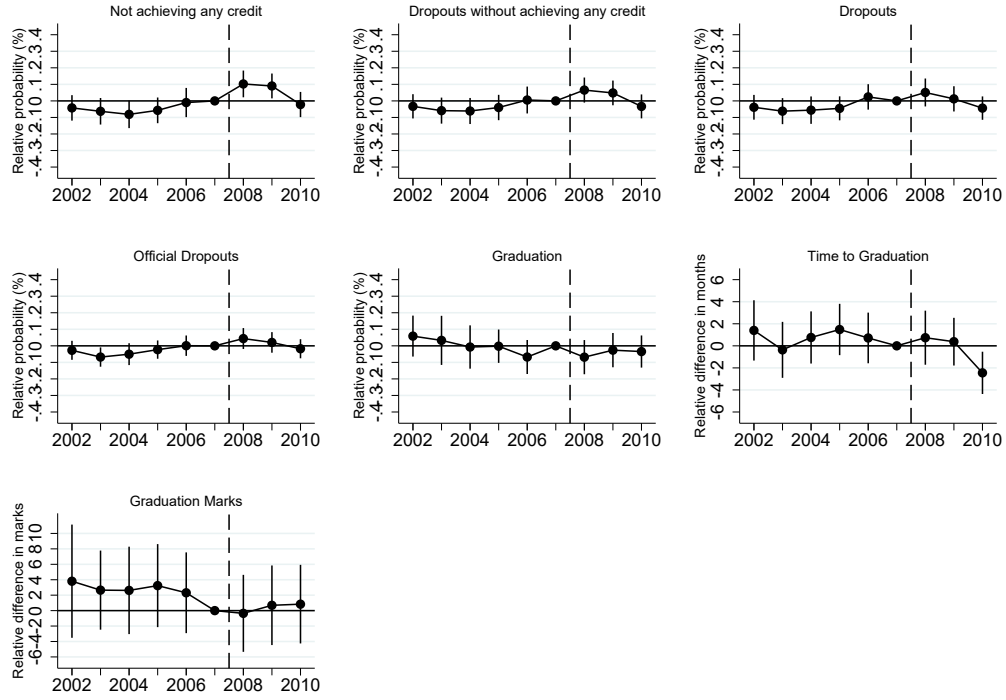 Not achieving any credit
Relative probability (%)
-.4-.3-.2-.1 0 .1 .2 .3 .4
2002 2004 2006 2008 2010
Dropouts without achieving any credit
Relative probability (%)
-.4-.3-.2-.1 0 .1 .2 .3 .4
2002 2004 2006 2008 2010
Dropouts
Relative probability (%)
-.4-.3-.2-.1 0 .1 .2 .3 .4
2002 2004 2006 2008 2010
Official Dropouts
Relative probability (%)
-.4-.3-.2-.1 0 .1 .2 .3 .4
2002 2004 2006 2008 2010
Graduation
Relative probability (%)
-.4-.3-.2-.1 0 .1 .2 .3 .4
2002 2004 2006 2008 2010
Time to Graduation
Relative difference in months
-6 -4 -2 0 2 4 6
2002 2004 2006 2008 2010
Graduation Marks
Relative difference in marks
-6 -4 -2 0 2 4 6 8 10
2002 2004 2006 2008 2010